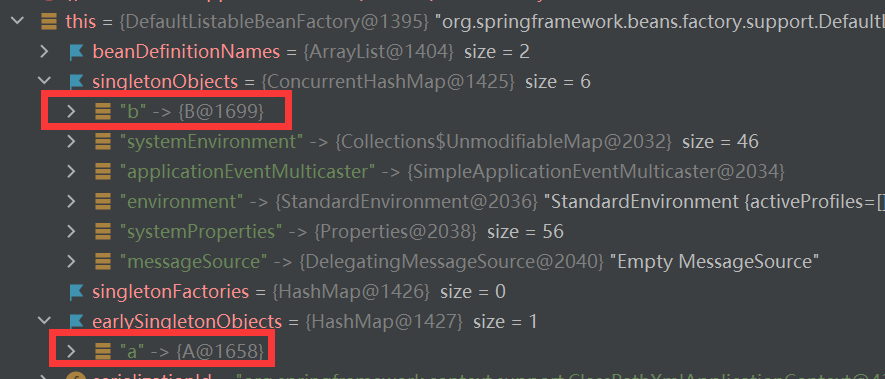 this = {DefaultListableBeanFactory@1395} "org.springframework.beans.factory.support.DefaultL
beanDefinitionNames = {ArrayList@1404} size = 2
singletonObjects = {ConcurrentHashMap@1425} size = 6
"b" -> {B@1699}
"systemEnvironment" -> {Collections$UnmodifiableMap@2032} size = 46
"applicationEventMulticaster" -> {SimpleApplicationEventMulticaster@2034}
"environment" -> {StandardEnvironment@2036} "StandardEnvironment {activeProfiles=[]
"systemProperties" -> {Properties@2038} size = 56
"messageSource" -> {DelegatingMessageSource@2040} "Empty MessageSource"
singletonFactories = {HashMap@1426} size = 0
earlySingletonObjects = {HashMap@1427} size = 1
"a" -> {A@1658}